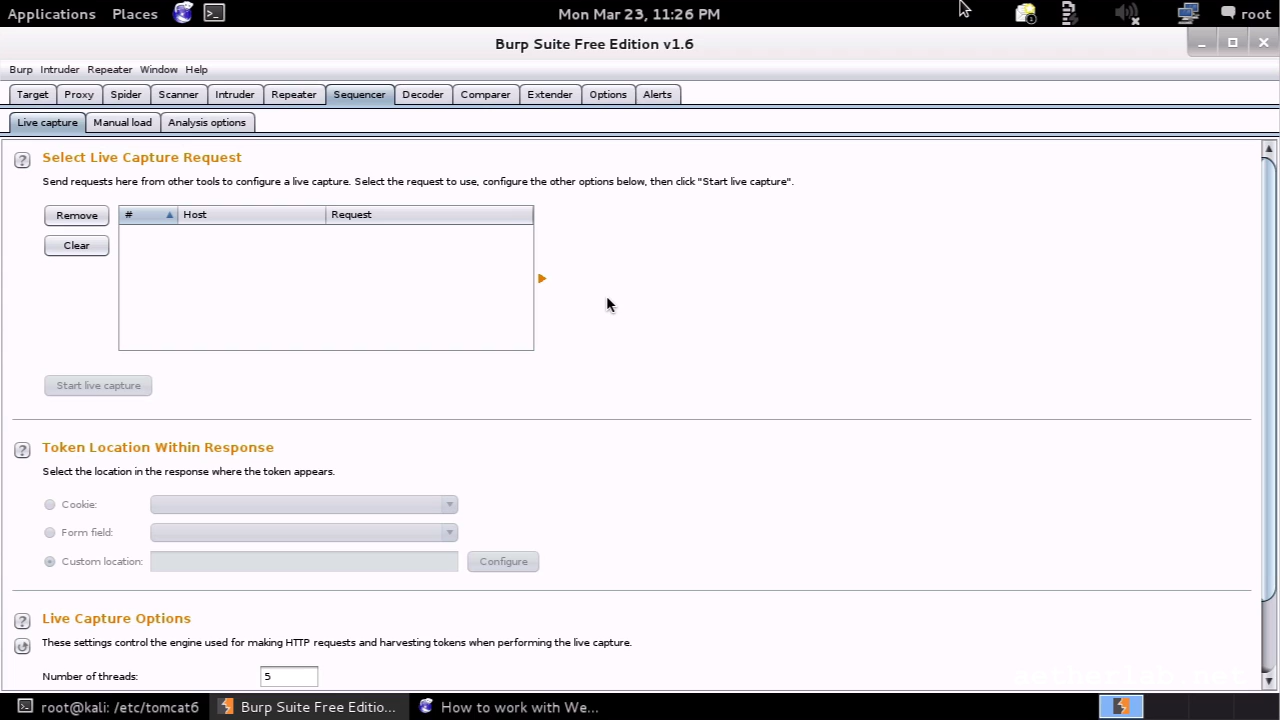 Applications Places Mon Mar 23, 11:26 PM root
Burp Suite Free Edition v1.6
Burp Intruder Repeater Window Help
Target Proxy Spider Scanner Intruder Repeater Sequencer Decoder Comparer Extender Options Alerts
Live capture Manual load Analysis options
? Select Live Capture Request
Send requests here from other tools to configure a live capture. Select the request to use, configure the other options below, then click "Start live capture".
Remove # Host Request
Clear
Start live capture
? Token Location Within Response
Select the location in the response where the token appears.
Cookie:
Form field:
Custom location: Configure
? Live Capture Options
These settings control the engine used for making HTTP requests and harvesting tokens when performing the live capture.
Number of threads: 5
root@kali: /etc/tomcat6 Burp Suite Free Editio... How to work with We...